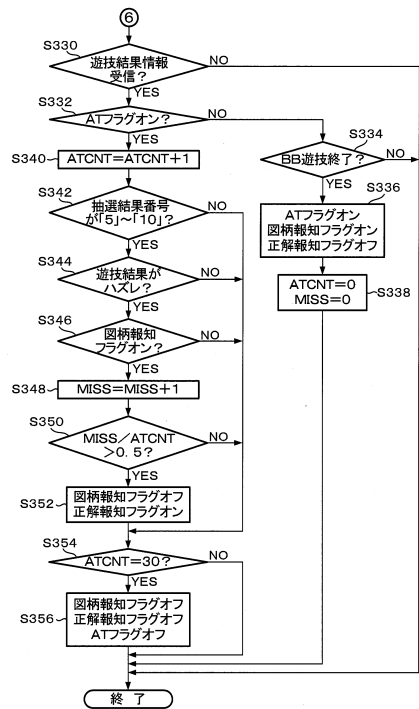 ⑥
S330
遊技結果情報
受信？
NO
YES
S332
ATフラグオン？
NO
YES
S334
BB遊技終了？
NO
YES
S340
ATCNT＝ATCNT＋1
S336
ATフラグオン
図柄報知フラグオン
正解報知フラグオフ
S342
抽選結果番号
が「5」～「10」？
NO
YES
S338
ATCNT＝0
MISS＝0
S344
遊技結果が
ハズレ？
NO
YES
S346
図柄報知
フラグオン？
NO
YES
S348
MISS＝MISS＋1
S350
MISS／ATCNT
＞0．5？
NO
YES
S352
図柄報知フラグオフ
正解報知フラグオン
S354
ATCNT＝30？
NO
YES
S356
図柄報知フラグオフ
正解報知フラグオフ
ATフラグオフ
終了